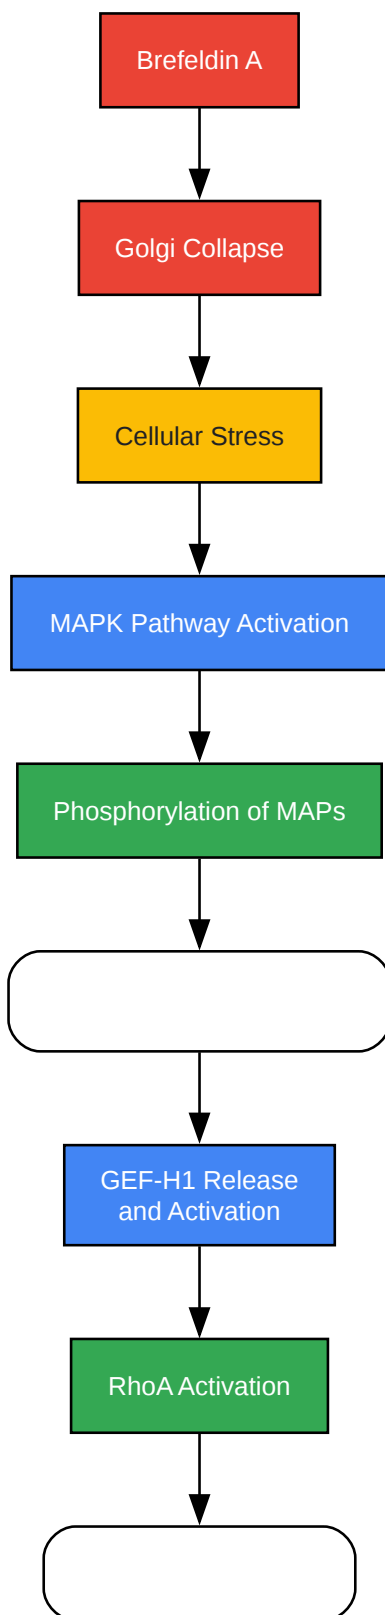 Brefeldin A
Golgi Collapse
Cellular Stress
MAPK Pathway Activation
Phosphorylation of MAPs
GEF-H1 Release
and Activation
RhoA Activation